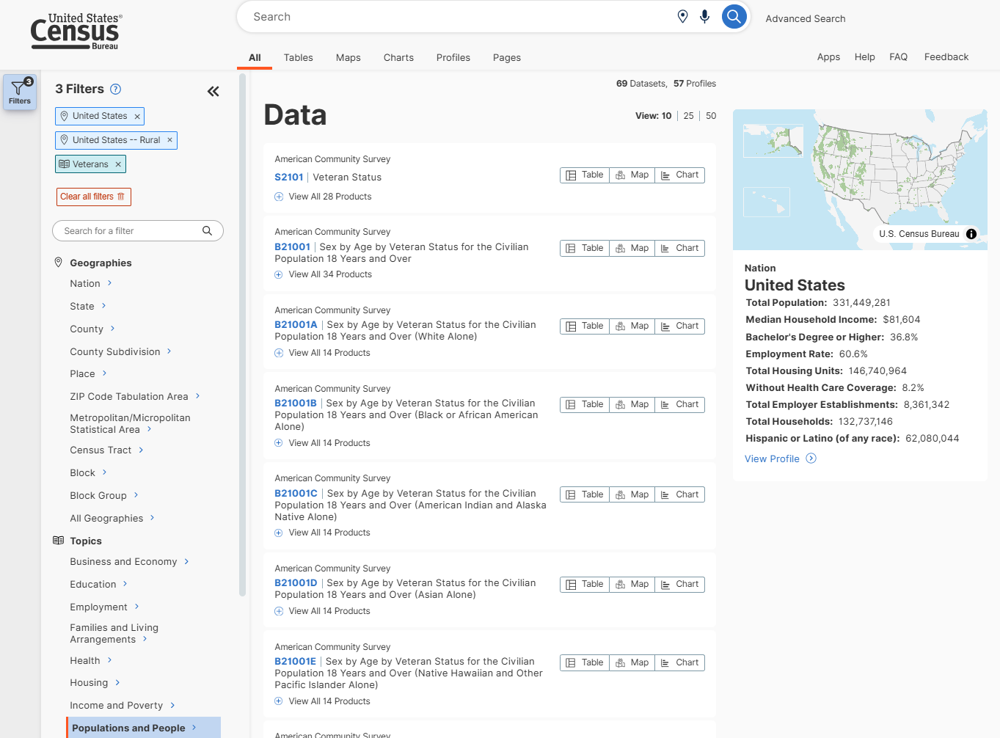 United States®
Census
Bureau
Search
Advanced Search
All
Tables
Maps
Charts
Profiles
Pages
Apps
Help
FAQ
Feedback
3
Filters
3 Filters
United States
United States -- Rural
Veterans
Clear all filters
Search for a filter
Geographies
Nation
State
County
County Subdivision
Place
ZIP Code Tabulation Area
Metropolitan/Micropolitan
Statistical Area
Census Tract
Block
Block Group
All Geographies
Topics
Business and Economy
Education
Employment
Families and Living
Arrangements
Health
Housing
Income and Poverty
Populations and People
69 Datasets, 57 Profiles
Data
View: 10 | 25 | 50
American Community Survey
S2101 | Veteran Status
View All 28 Products
Table Map Chart
American Community Survey
B21001 | Sex by Age by Veteran Status for the Civilian
Population 18 Years and Over
View All 34 Products
Table Map Chart
American Community Survey
B21001A | Sex by Age by Veteran Status for the Civilian
Population 18 Years and Over (White Alone)
View All 14 Products
Table Map Chart
American Community Survey
B21001B | Sex by Age by Veteran Status for the Civilian
Population 18 Years and Over (Black or African American
Alone)
View All 14 Products
Table Map Chart
American Community Survey
B21001C | Sex by Age by Veteran Status for the Civilian
Population 18 Years and Over (American Indian and Alaska
Native Alone)
View All 14 Products
Table Map Chart
American Community Survey
B21001D | Sex by Age by Veteran Status for the Civilian
Population 18 Years and Over (Asian Alone)
View All 14 Products
Table Map Chart
American Community Survey
B21001E | Sex by Age by Veteran Status for the Civilian
Population 18 Years and Over (Native Hawaiian and Other
Pacific Islander Alone)
View All 14 Products
Table Map Chart
American Community Survey
U.S. Census Bureau
Nation
United States
Total Population: 331,449,281
Median Household Income: $81,604
Bachelor's Degree or Higher: 36.8%
Employment Rate: 60.6%
Total Housing Units: 146,740,964
Without Health Care Coverage: 8.2%
Total Employer Establishments: 8,361,342
Total Households: 132,737,146
Hispanic or Latino (of any race): 62,080,044
View Profile